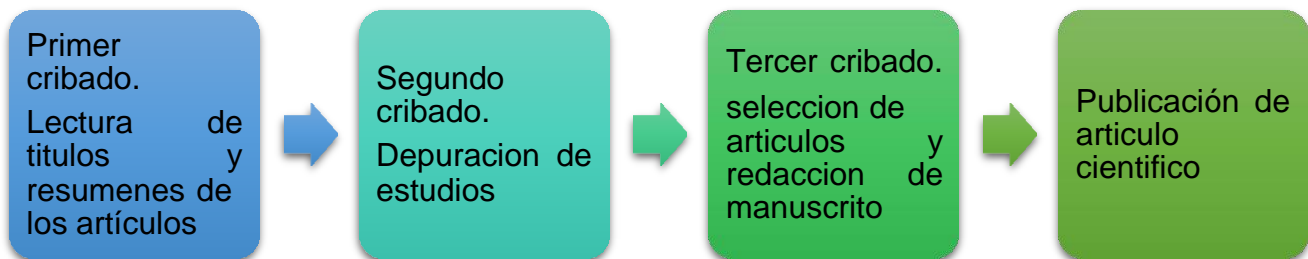 Primer
cribado.
Lectura de
titulos y
resumenes de
los artículos
Segundo
cribado.
Depuracion de
estudios
Tercer cribado.
seleccion de
articulos y
redaccion de
manuscrito
Publicación de
articulo
cientifico